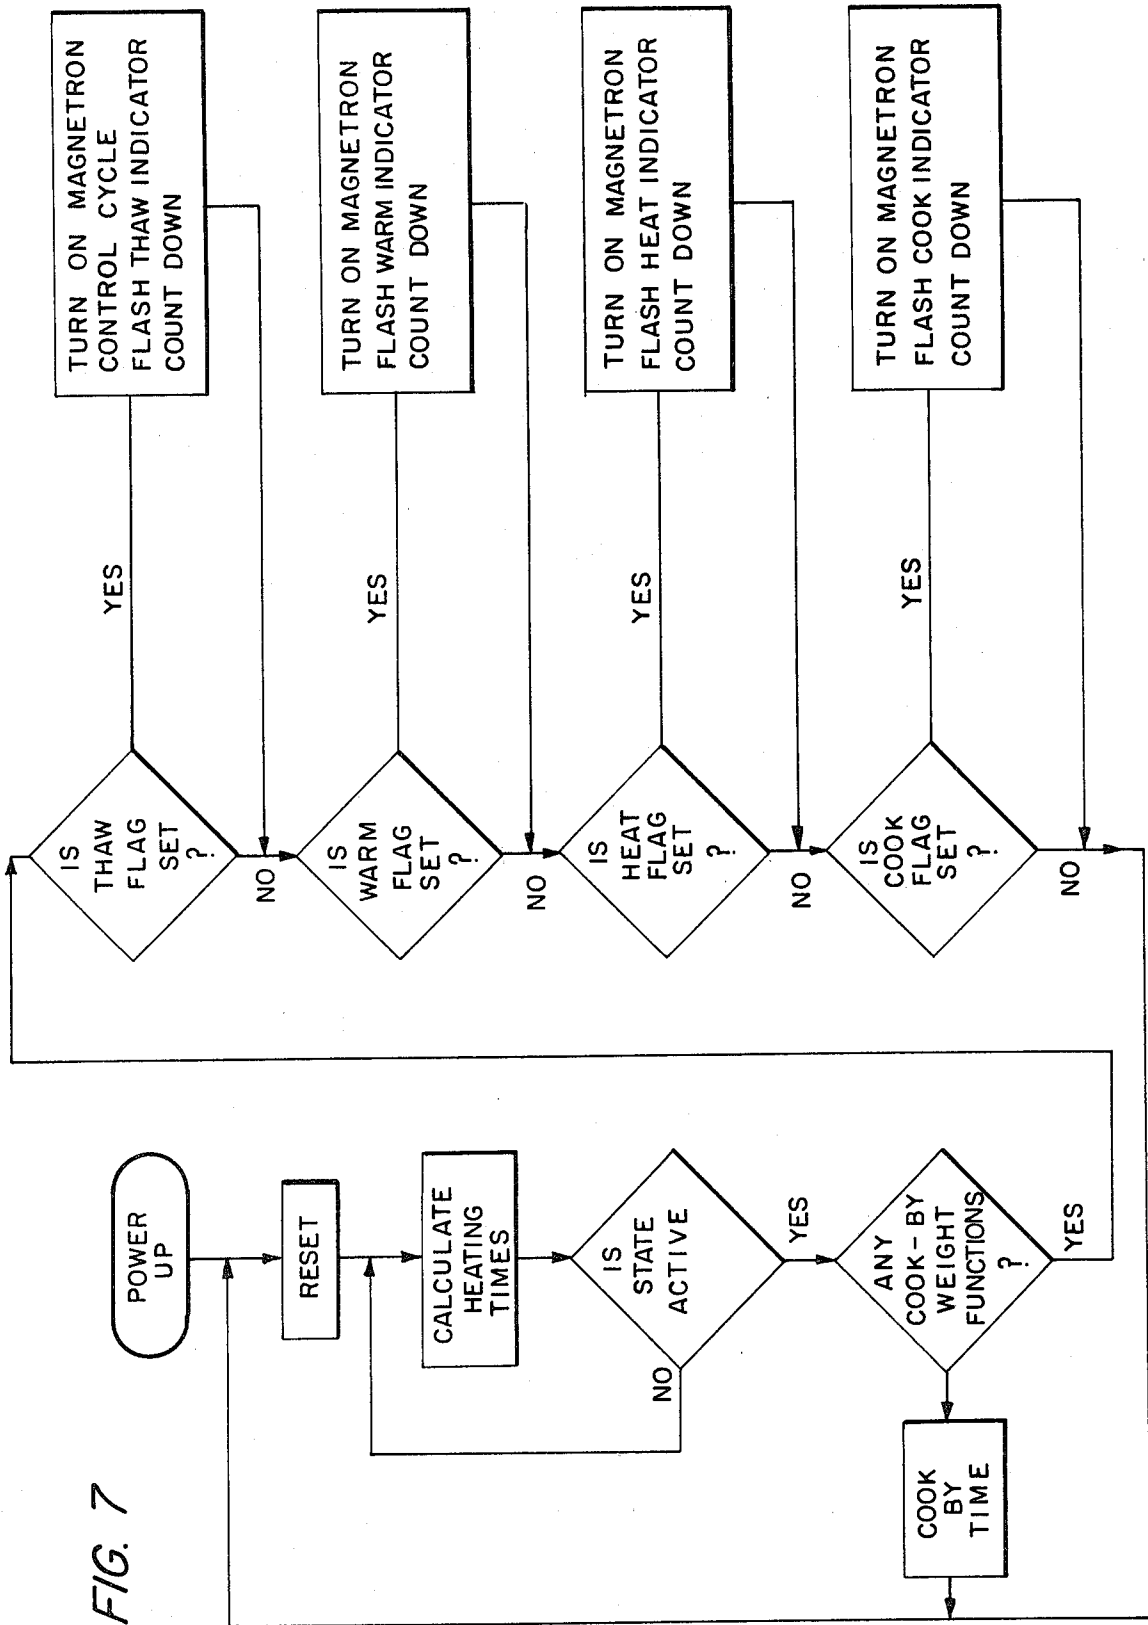 FIG. 7
POWER
UP
RESET
CALCULATE
HEATING
TIMES
IS
STATE
ACTIVE
NO
YES
ANY
COOK-BY
WEIGHT
FUNCTIONS
?
YES
COOK
BY
TIME
IS
THAW
FLAG
SET
?
YES
NO
TURN ON MAGNETRON
CONTROL CYCLE
FLASH THAW INDICATOR
COUNT DOWN
IS
WARM
FLAG
SET
?
YES
NO
TURN ON MAGNETRON
FLASH WARM INDICATOR
COUNT DOWN
IS
HEAT
FLAG
SET
?
YES
NO
TURN ON MAGNETRON
FLASH HEAT INDICATOR
COUNT DOWN
IS
COOK
FLAG
SET
?
YES
NO
TURN ON MAGNETRON
FLASH COOK INDICATOR
COUNT DOWN